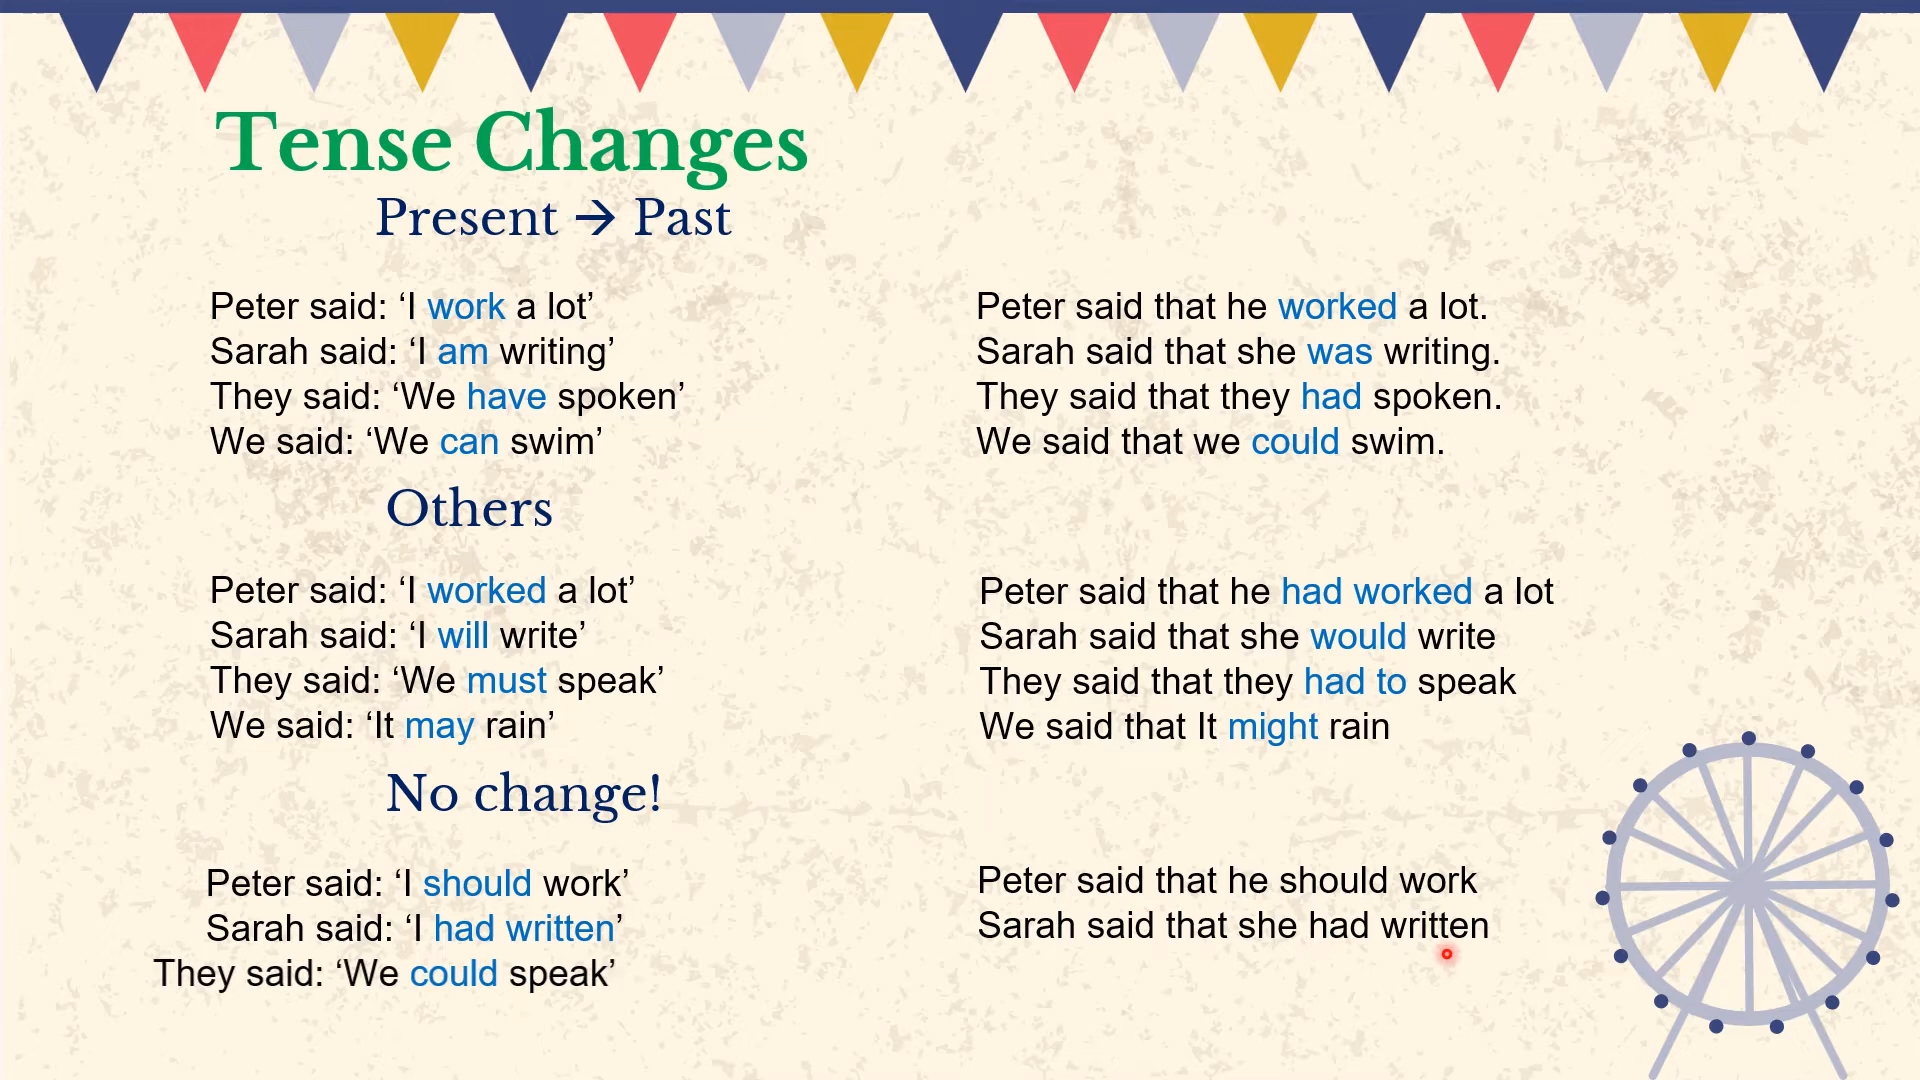 Tense Changes
Present → Past
Peter said: ‘I work a lot’
Sarah said: ‘I am writing’
They said: ‘We have spoken’
We said: ‘We can swim’
Peter said that he worked a lot.
Sarah said that she was writing.
They said that they had spoken.
We said that we could swim.
Others
Peter said: ‘I worked a lot’
Sarah said: ‘I will write’
They said: ‘We must speak’
We said: ‘It may rain’
Peter said that he had worked a lot
Sarah said that she would write
They said that they had to speak
We said that It might rain
No change!
Peter said: ‘I should work’
Sarah said: ‘I had written’
They said: ‘We could speak’
Peter said that he should work
Sarah said that she had written